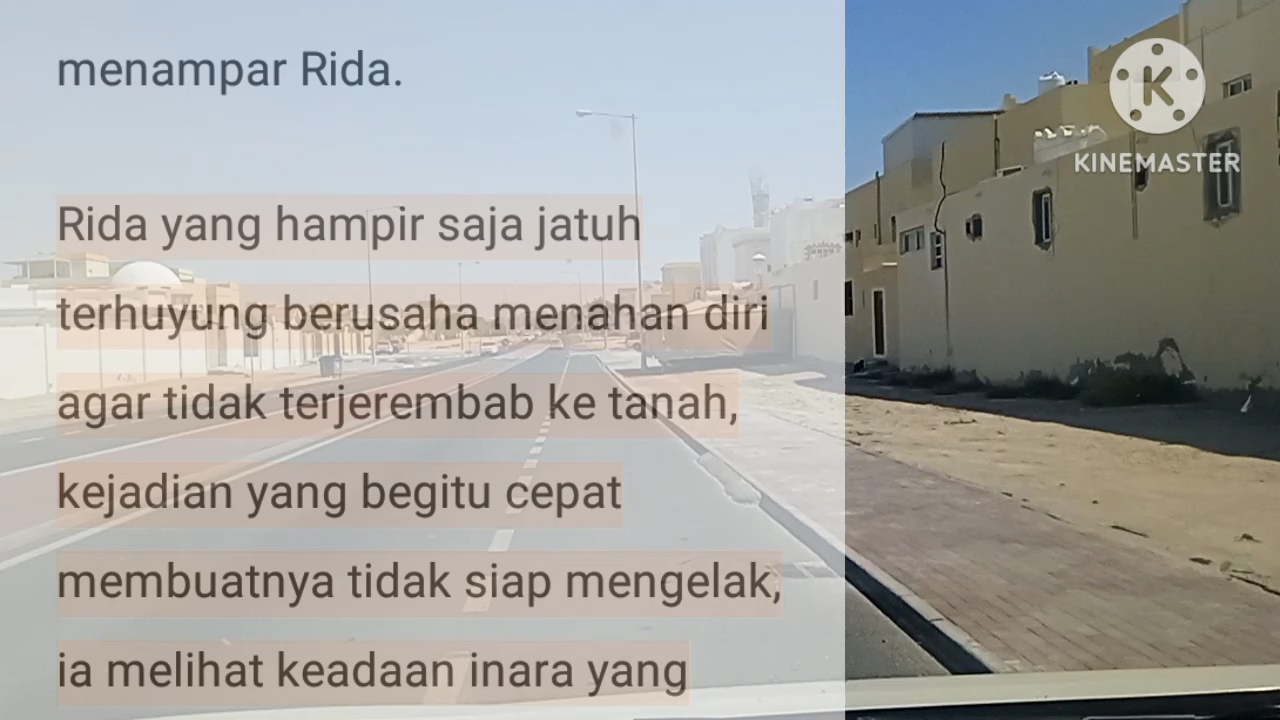 menampar Rida.
Rida yang hampir saja jatuh
terhuyung berusaha menahan diri
agar tidak terjerembab ke tanah,
kejadian yang begitu cepat
membuatnya tidak siap mengelak,
ia melihat keadaan inara yang
K
KINEMASTER